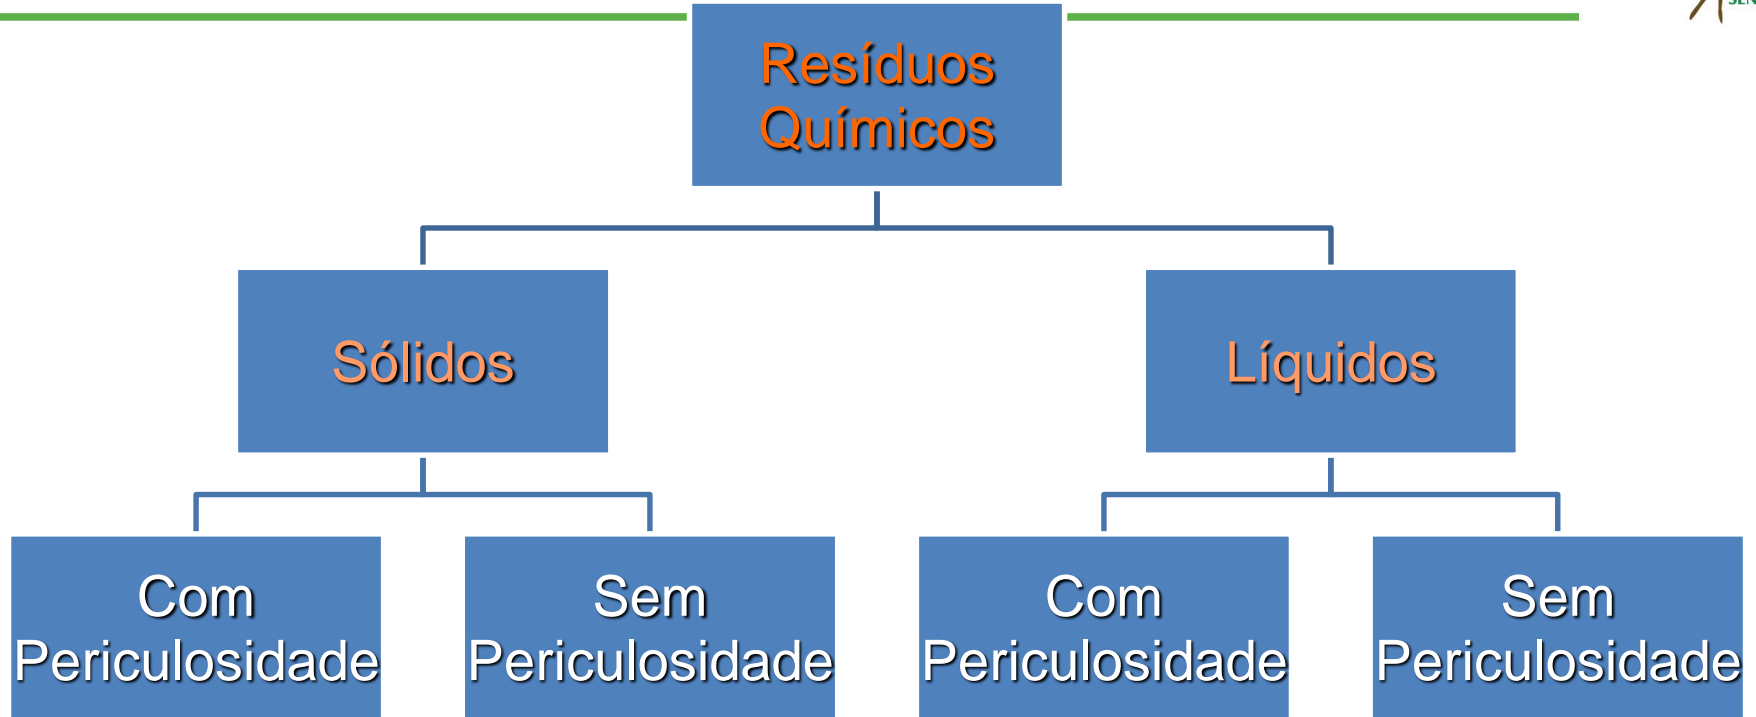 Resíduos
Químicos
Sólidos
Líquidos
Com
Periculosidade
Sem
Periculosidade
Com
Periculosidade
Sem
Periculosidade